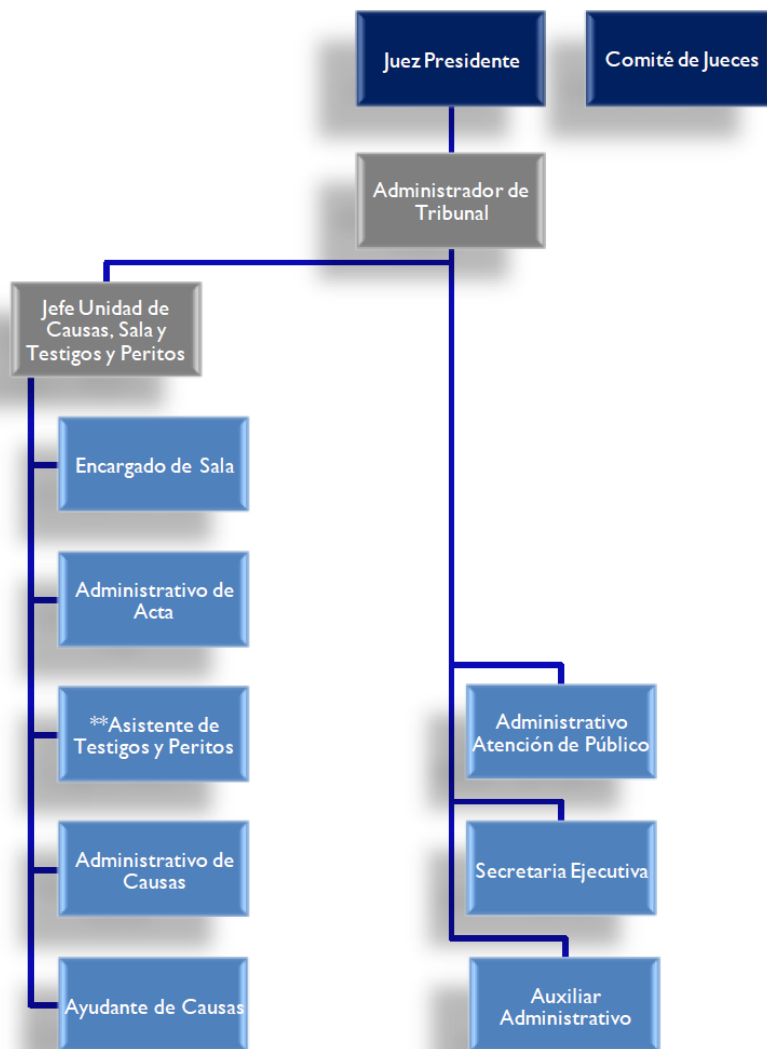 Juez Presidente
Comité de Jueces
Administrador de
Tribunal
Jefe Unidad de
Causas, Sala y
Testigos y Peritos
Encargado de Sala
Administrativo de
Acta
**Asistente de
Testigos y Peritos
Administrativo de
Causas
Ayudante de Causas
Administrativo
Atención de Público
Secretaria Ejecutiva
Auxiliar
Administrativo